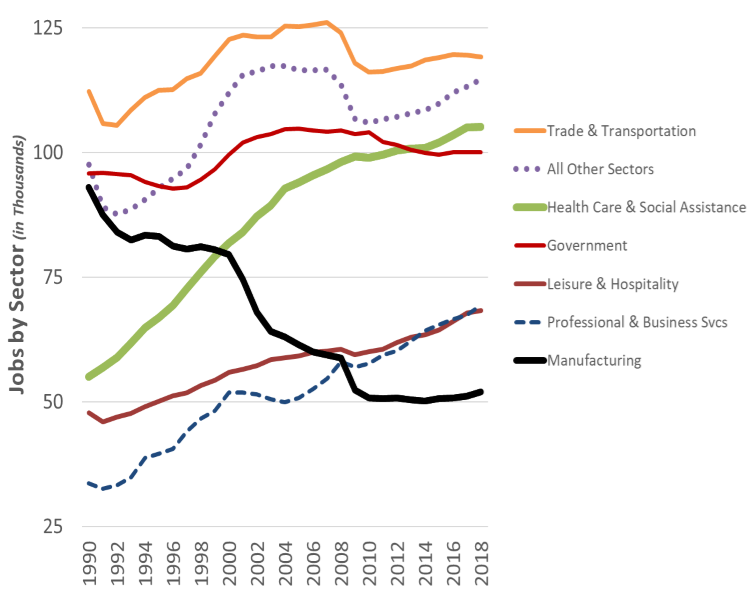 Jobs by Sector (in Thousands)
125
100
75
50
25
1990
1992
1994
1996
1998
2000
2002
2004
2006
2008
2010
2012
2014
2016
2018
Trade & Transportation
All Other Sectors
Health Care & Social Assistance
Government
Leisure & Hospitality
Professional & Business Svcs
Manufacturing